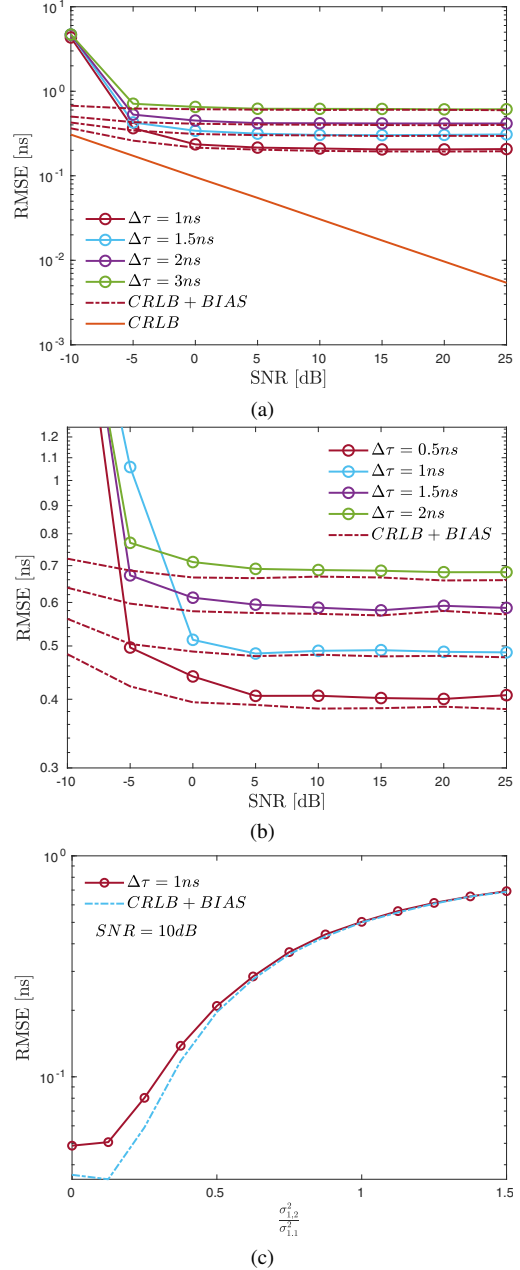 10^1
10^0
10^-1
10^-2
10^-3
RMSE [ns]
Δτ = 1ns
Δτ = 1.5ns
Δτ = 2ns
Δτ = 3ns
CRLB + BIAS
CRLB
-10 -5 0 5 10 15 20 25
SNR [dB]
(a)
1.2
1
0.9
0.8
0.7
0.6
0.5
0.4
0.3
RMSE [ns]
Δτ = 0.5ns
Δτ = 1ns
Δτ = 1.5ns
Δτ = 2ns
CRLB + BIAS
-10 -5 0 5 10 15 20 25
SNR [dB]
(b)
10^0
10^-1
RMSE [ns]
Δτ = 1ns
CRLB + BIAS
SNR = 10dB
0 0.5 1 1.5
σ²_{1,2}
σ²_{1,1}
(c)